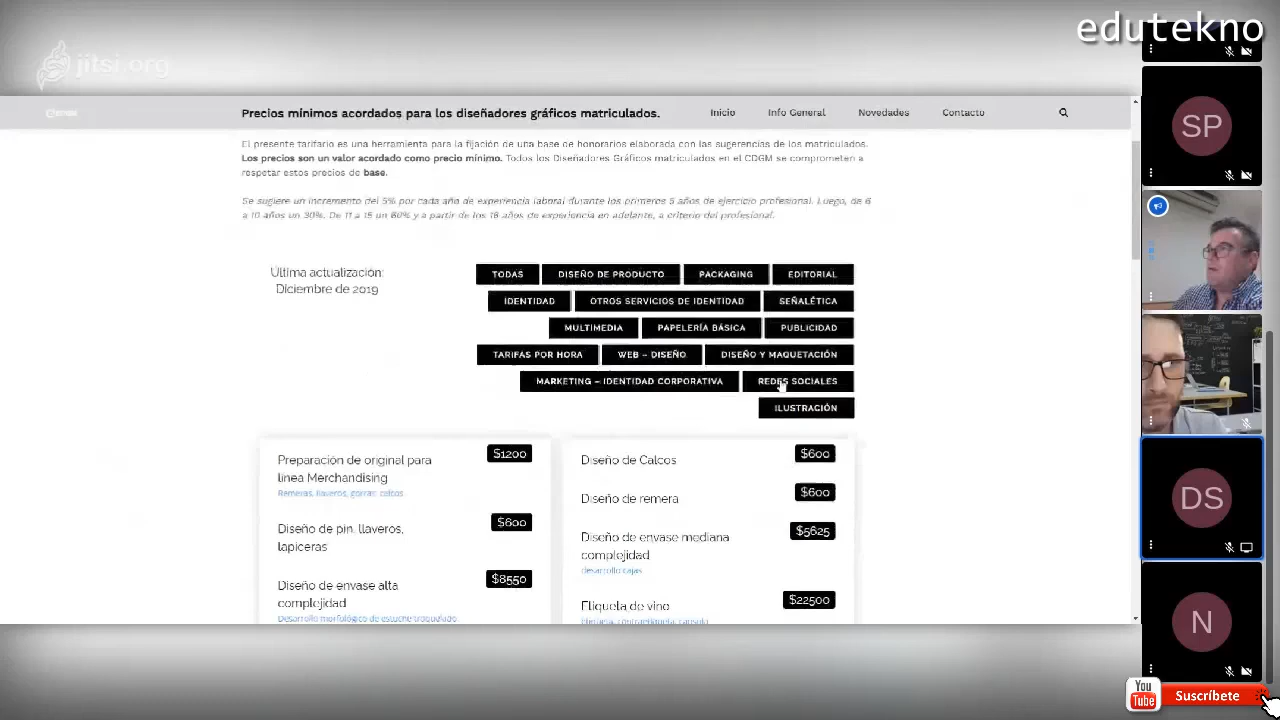 edutekno
jitsi.org
Precios mínimos acordados para los diseñadores gráficos matriculados.
Inicio
Info General
Novedades
Contacto
El presente tarifario es una herramienta para la fijación de una base de honorarios elaborada con las sugerencias de los matriculados.
Los precios son un valor acordado como precio mínimo. Todos los Diseñadores Gráficos matriculados en el CDGM se comprometen a
respetar estos precios de base.
Se sugiere un incremento del 5% por cada año de experiencia laboral durante los primeros 5 años de ejercicio profesional. Luego, de 6
a 10 años un 30%. De 11 a 15 un 60% y a partir de los 16 años de experiencia en adelante, a criterio del profesional.
Última actualización:
Diciembre de 2019
TODAS
DISEÑO DE PRODUCTO
PACKAGING
EDITORIAL
IDENTIDAD
OTROS SERVICIOS DE IDENTIDAD
SEÑALÉTICA
MULTIMEDIA
PAPELERÍA BÁSICA
PUBLICIDAD
TARIFAS POR HORA
WEB – DISEÑO
DISEÑO Y MAQUETACIÓN
MARKETING – IDENTIDAD CORPORATIVA
REDES SOCIALES
ILUSTRACIÓN
Preparación de original para
línea Merchandising
$1200
Remeras, llaveros, gorras, calcos
Diseño de pin, llaveros,
lapiceras
$600
Diseño de envase alta
complejidad
$8550
Desarrollo morfológico de estuche troquelado
Diseño de Calcos
$600
Diseño de remera
$600
Diseño de envase mediana
complejidad
$5625
desarrollo cajas
Etiqueta de vino
$22500
Etiqueta, contraetiqueta, capsula
SP
DS
N
You
Tube
Suscríbete